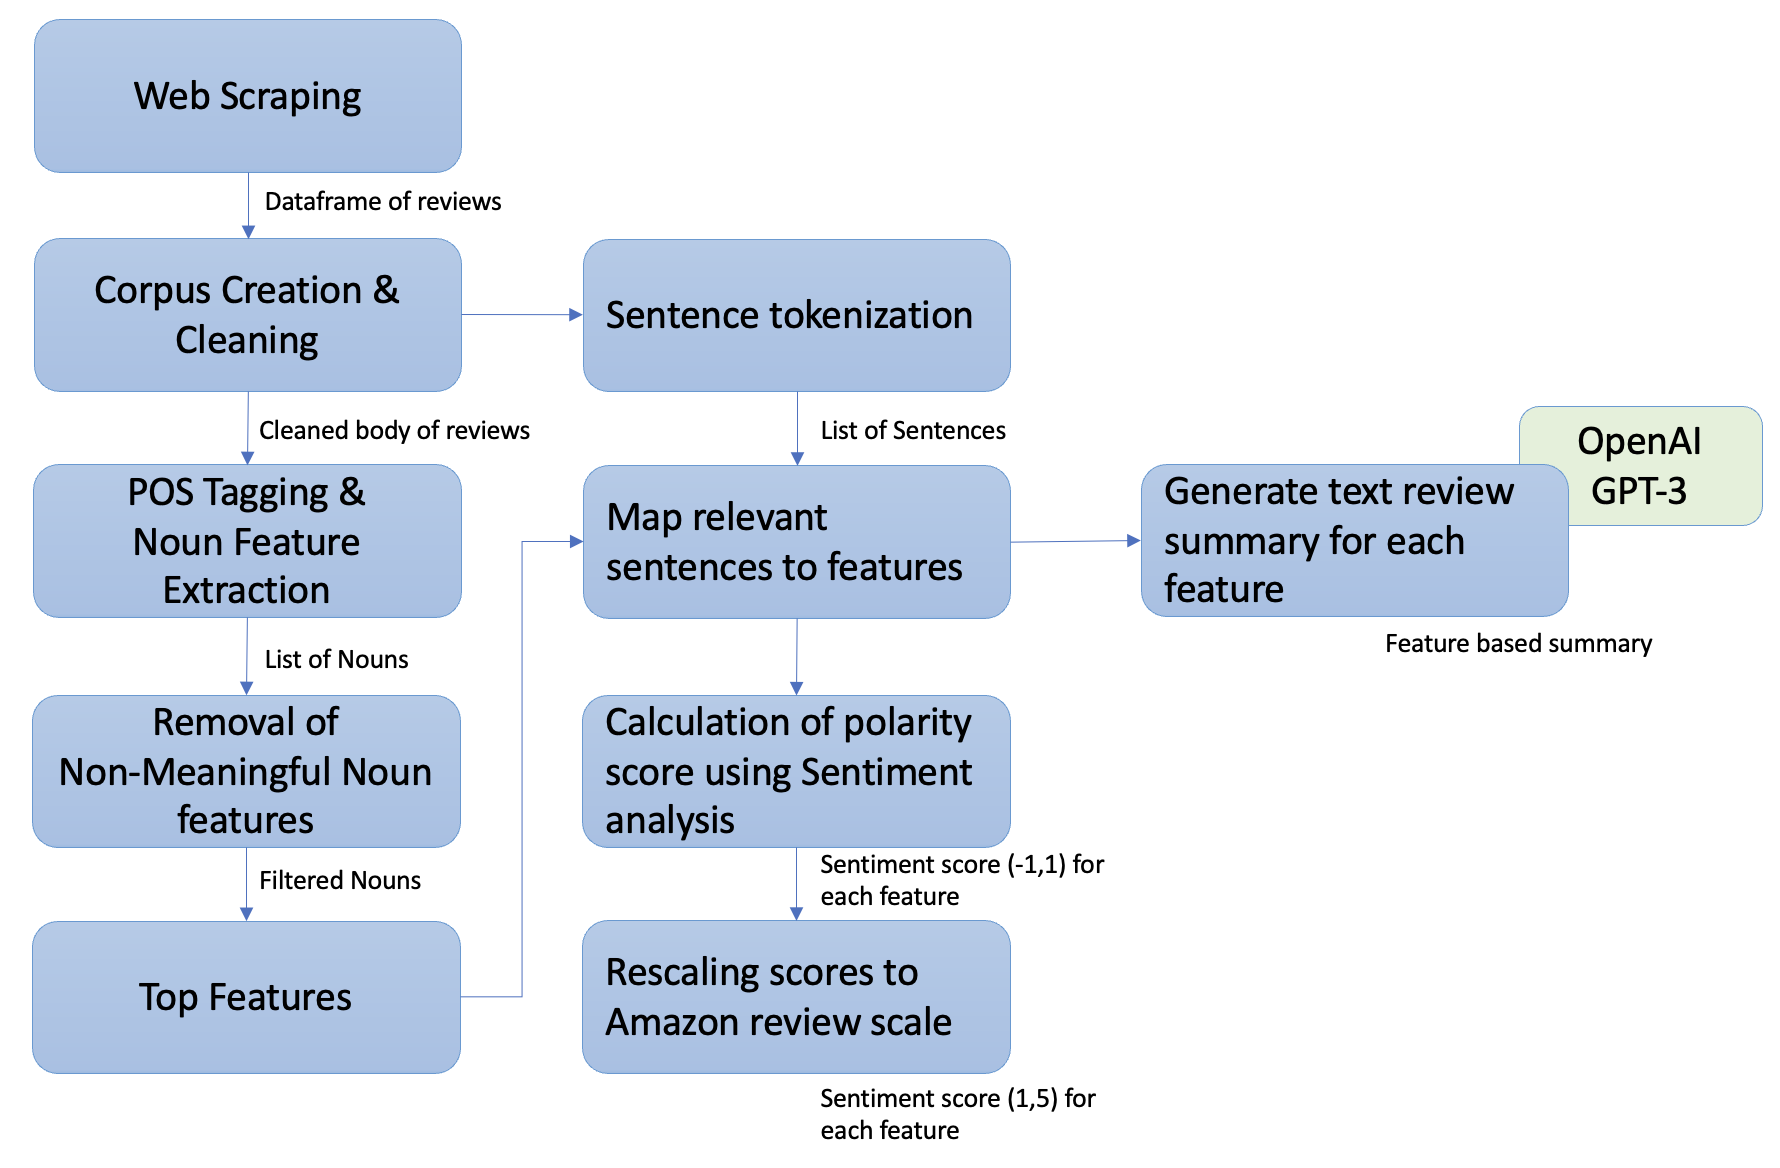 Web Scraping
Dataframe of reviews
Corpus Creation &
Cleaning
Sentence tokenization
Cleaned body of reviews
List of Sentences
POS Tagging &
Noun Feature
Extraction
Map relevant
sentences to features
Generate text review
summary for each
feature
OpenAI
GPT-3
Feature based summary
List of Nouns
Removal of
Non-Meaningful Noun
features
Calculation of polarity
score using Sentiment
analysis
Filtered Nouns
Sentiment score (-1,1) for
each feature
Top Features
Rescaling scores to
Amazon review scale
Sentiment score (1,5) for
each feature